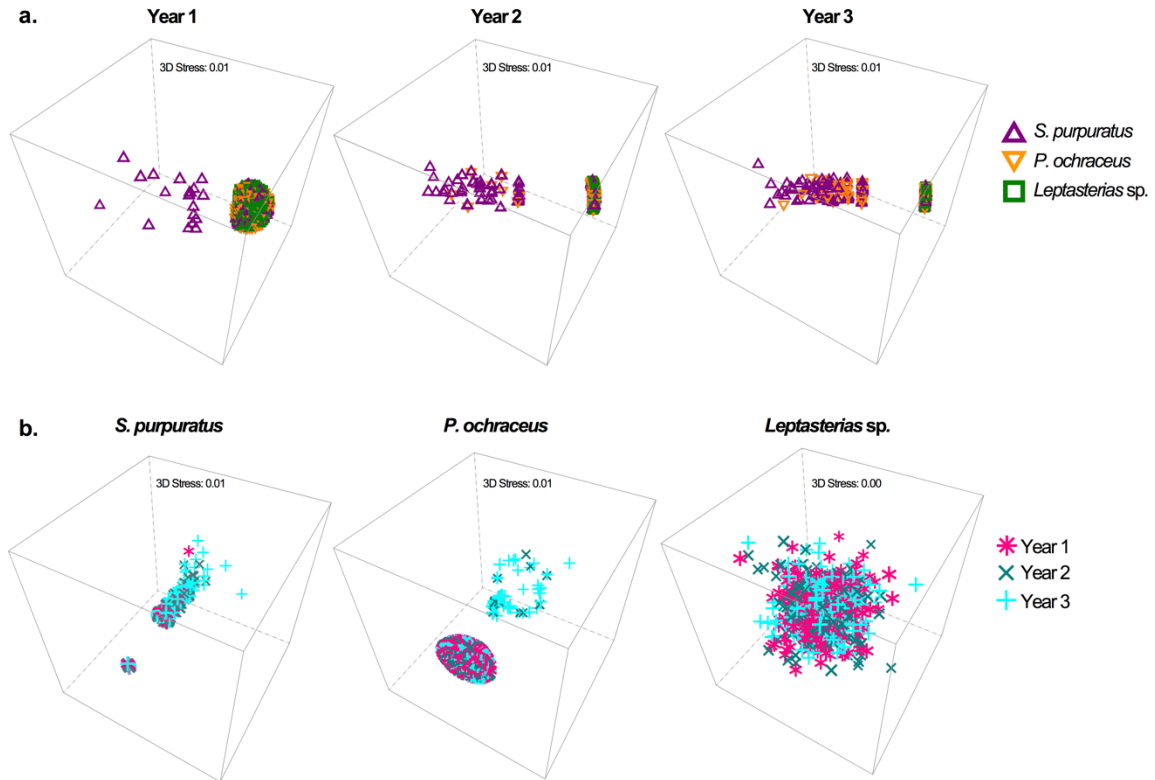 a.
Year 1
Year 2
Year 3
3D Stress: 0.01
3D Stress: 0.01
3D Stress: 0.01
S. purpuratus
P. ochraceus
Leptasterias sp.
b.
S. purpuratus
P. ochraceus
Leptasterias sp.
3D Stress: 0.01
3D Stress: 0.01
3D Stress: 0.00
Year 1
Year 2
Year 3